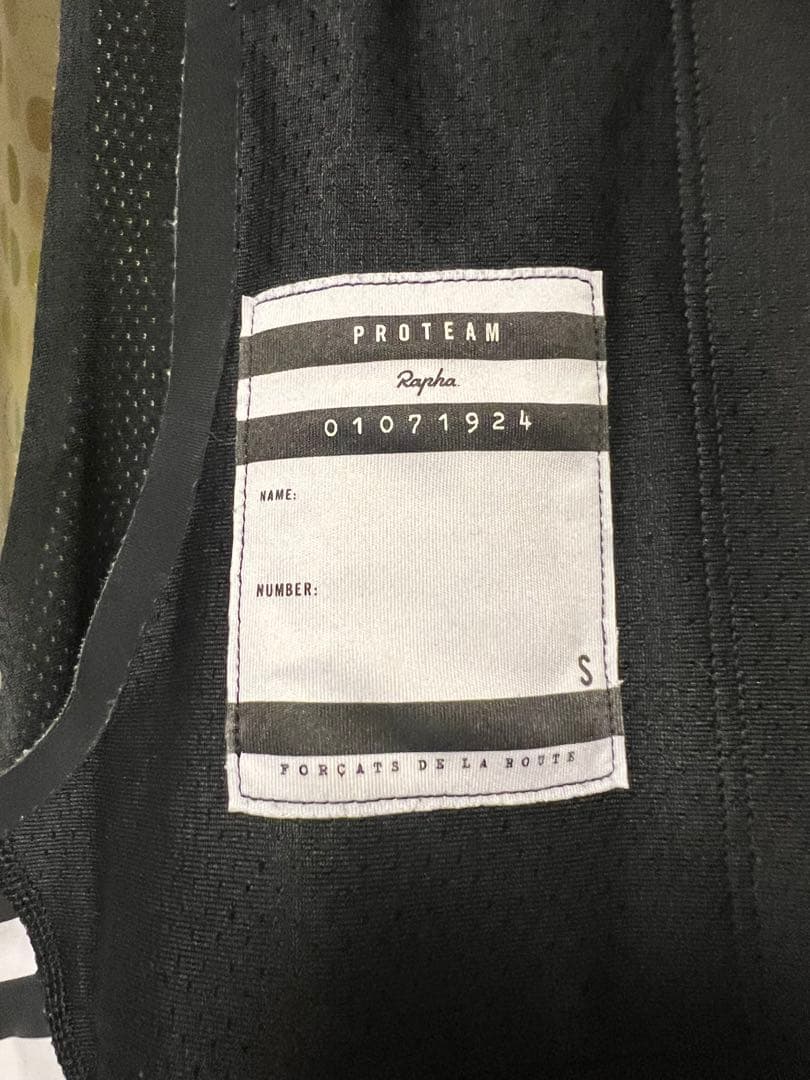 PROTEAM
Rapha.
01071924
NAME:
NUMBER:
S
FORÇATS DE LA ROUTE